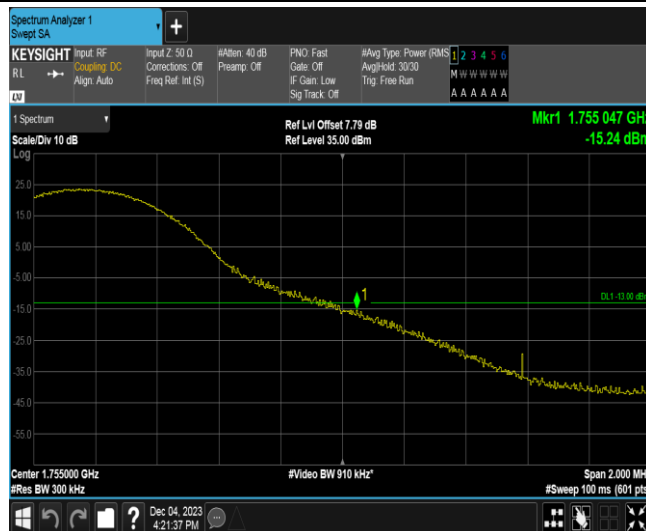 Spectrum Analyzer 1
Swept SA
KEYSIGHT
RL
Input: RF
Coupling: DC
Align: Auto
Input Z: 50 Ω
Corrections: Off
Freq Ref: Int (S)
#Atten: 40 dB
Preamp: Off
PNO: Fast
Gate: Off
IF Gain: Low
Sig Track: Off
#Avg Type: Power (RMS
Avg|Hold: 30/30
Trig: Free Run
1 2 3 4 5 6
M W W W W W
A A A A A A
LXI
1 Spectrum
Scale/Div 10 dB
Ref Lvl Offset 7.79 dB
Ref Level 35.00 dBm
Mkr1 1.755 047 GHz
-15.24 dBm
Log
25.0
15.0
5.00
-5.00
-15.0
-25.0
-35.0
-45.0
-55.0
1
DL1 -13.00 dBm
Center 1.755000 GHz
#Res BW 300 kHz
#Video BW 910 kHz*
Span 2.000 MH
#Sweep 100 ms (601 pts
?
Dec 04, 2023
4:21:37 PM